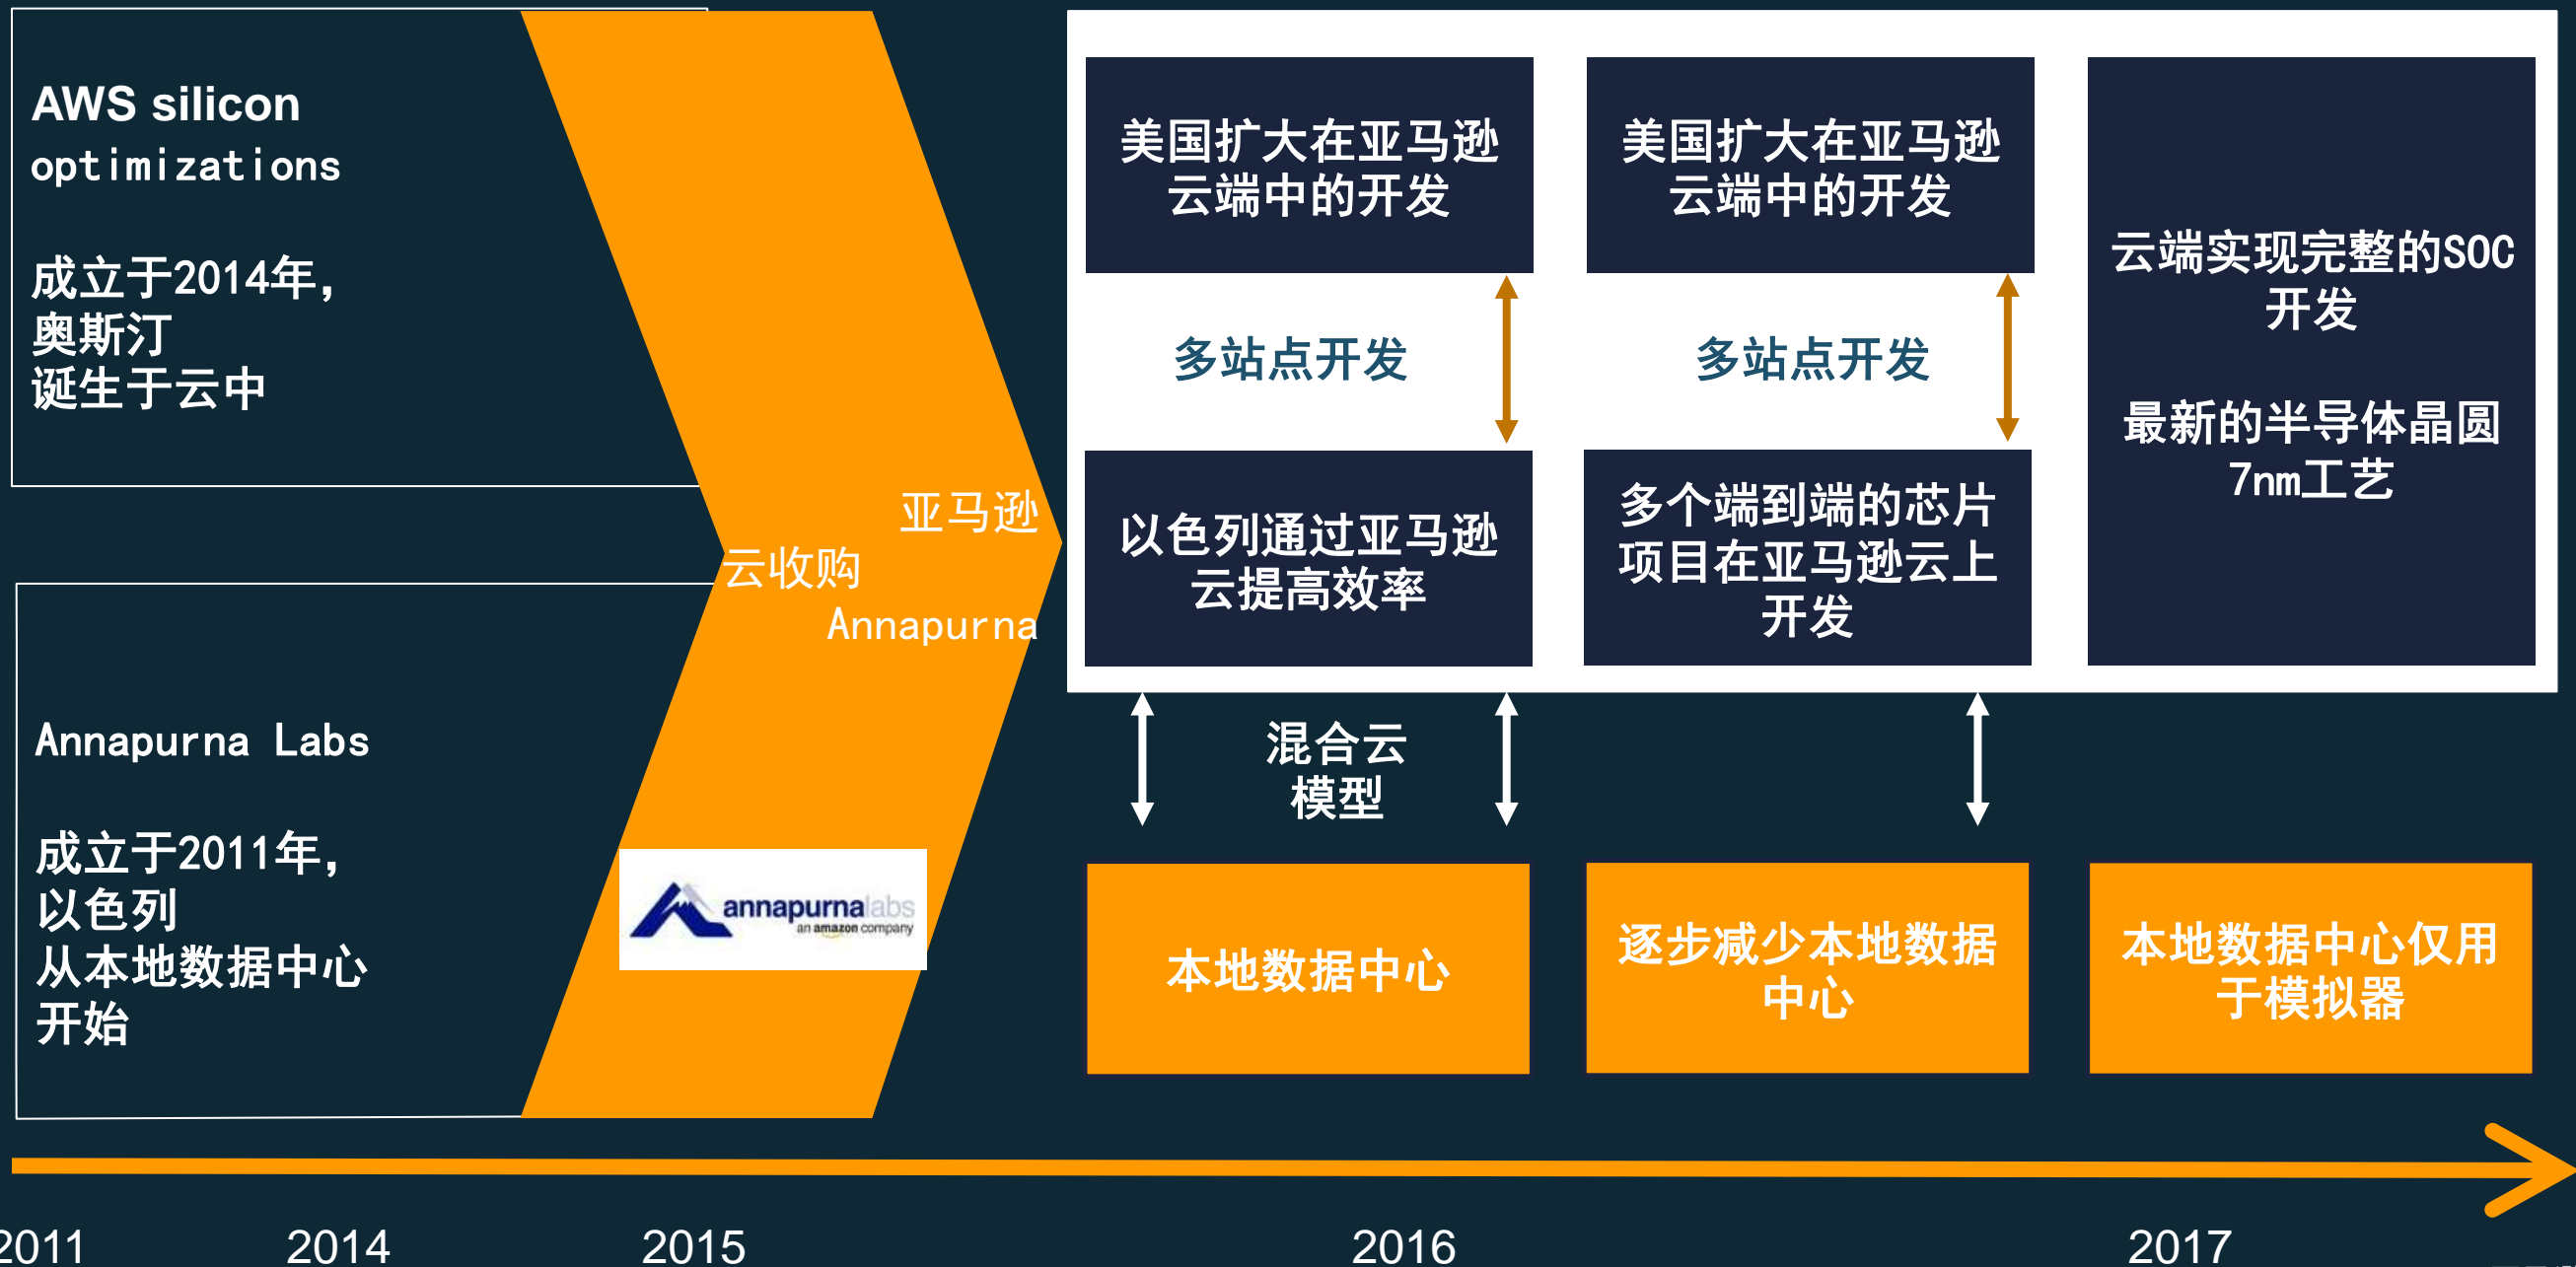 AWS silicon
optimizations
成立于2014年,
奥斯汀
诞生于云中
Annapurna Labs
成立于2011年,
以色列
从本地数据中心
开始
亚马逊
云收购
Annapurna
annapurnalabs
an amazon company
美国扩大在亚马逊
云端中的开发
多站点开发
以色列通过亚马逊
云提高效率
美国扩大在亚马逊
云端中的开发
多站点开发
多个端到端的芯片
项目在亚马逊云上
开发
云端实现完整的SOC
开发
最新的半导体晶圆
7nm工艺
混合云
模型
本地数据中心
逐步减少本地数据
中心
本地数据中心仅用
于模拟器
2011
2014
2015
2016
2017